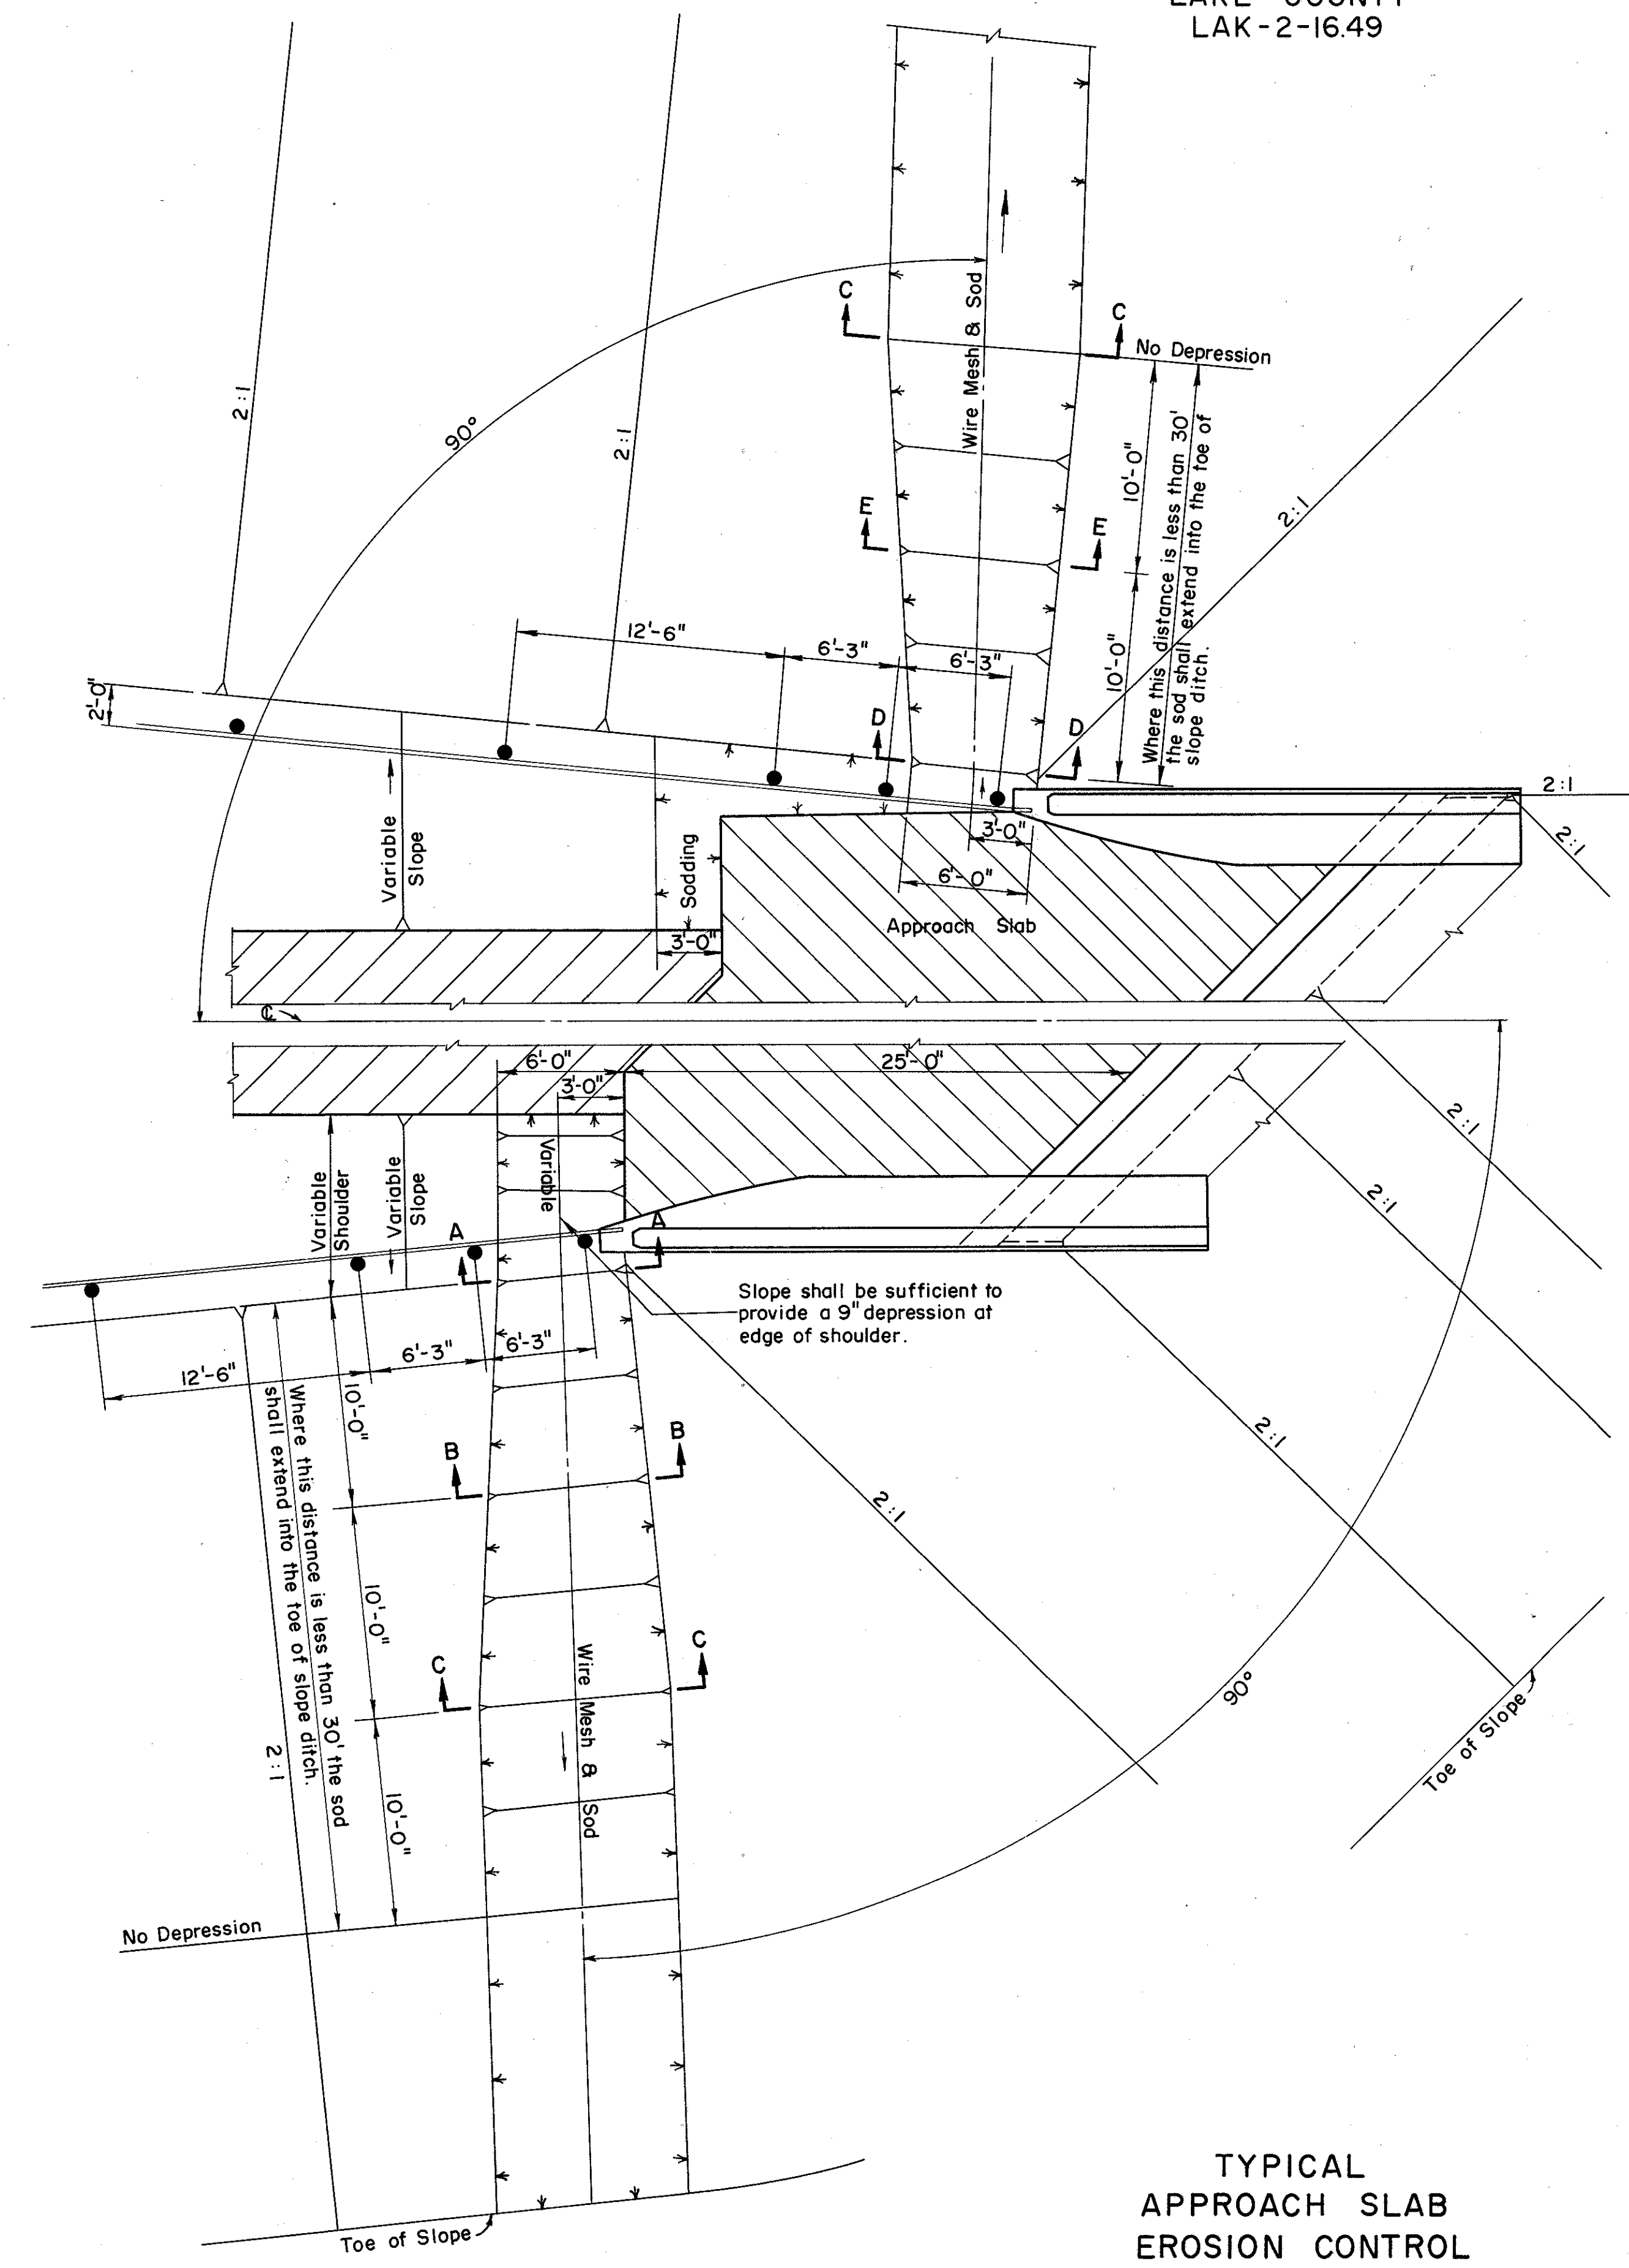 LAKE COUNTY
LAK-2-16.49
2:1
90°
2:1
C
C
Wire Mesh & Sod
No Depression
10'-0"
Where this distance is less than 30'
the sod shall extend into the toe of
slope ditch.
2:1
E
E
10'-0"
12'-6"
6'-3"
6'-3"
2'-0"
D
D
2:1
2:1
Variable
Slope
Sodding
3'-0"
6'-0"
Approach Slab
3'-0"
℄
6'-0"
25'-0"
3'-0"
2:1
2:1
Variable
Shoulder
Variable
Slope
Variable
A
A
Slope shall be sufficient to
provide a 9" depression at
edge of shoulder.
12'-6"
6'-3"
6'-3"
10'-0"
Where this distance is less than 30' the sod
shall extend into the toe of slope ditch.
B
B
2:1
2:1
10'-0"
C
C
Wire Mesh & Sod
90°
Toe of Slope
2:1
10'-0"
No Depression
Toe of Slope
TYPICAL
APPROACH SLAB
EROSION CONTROL